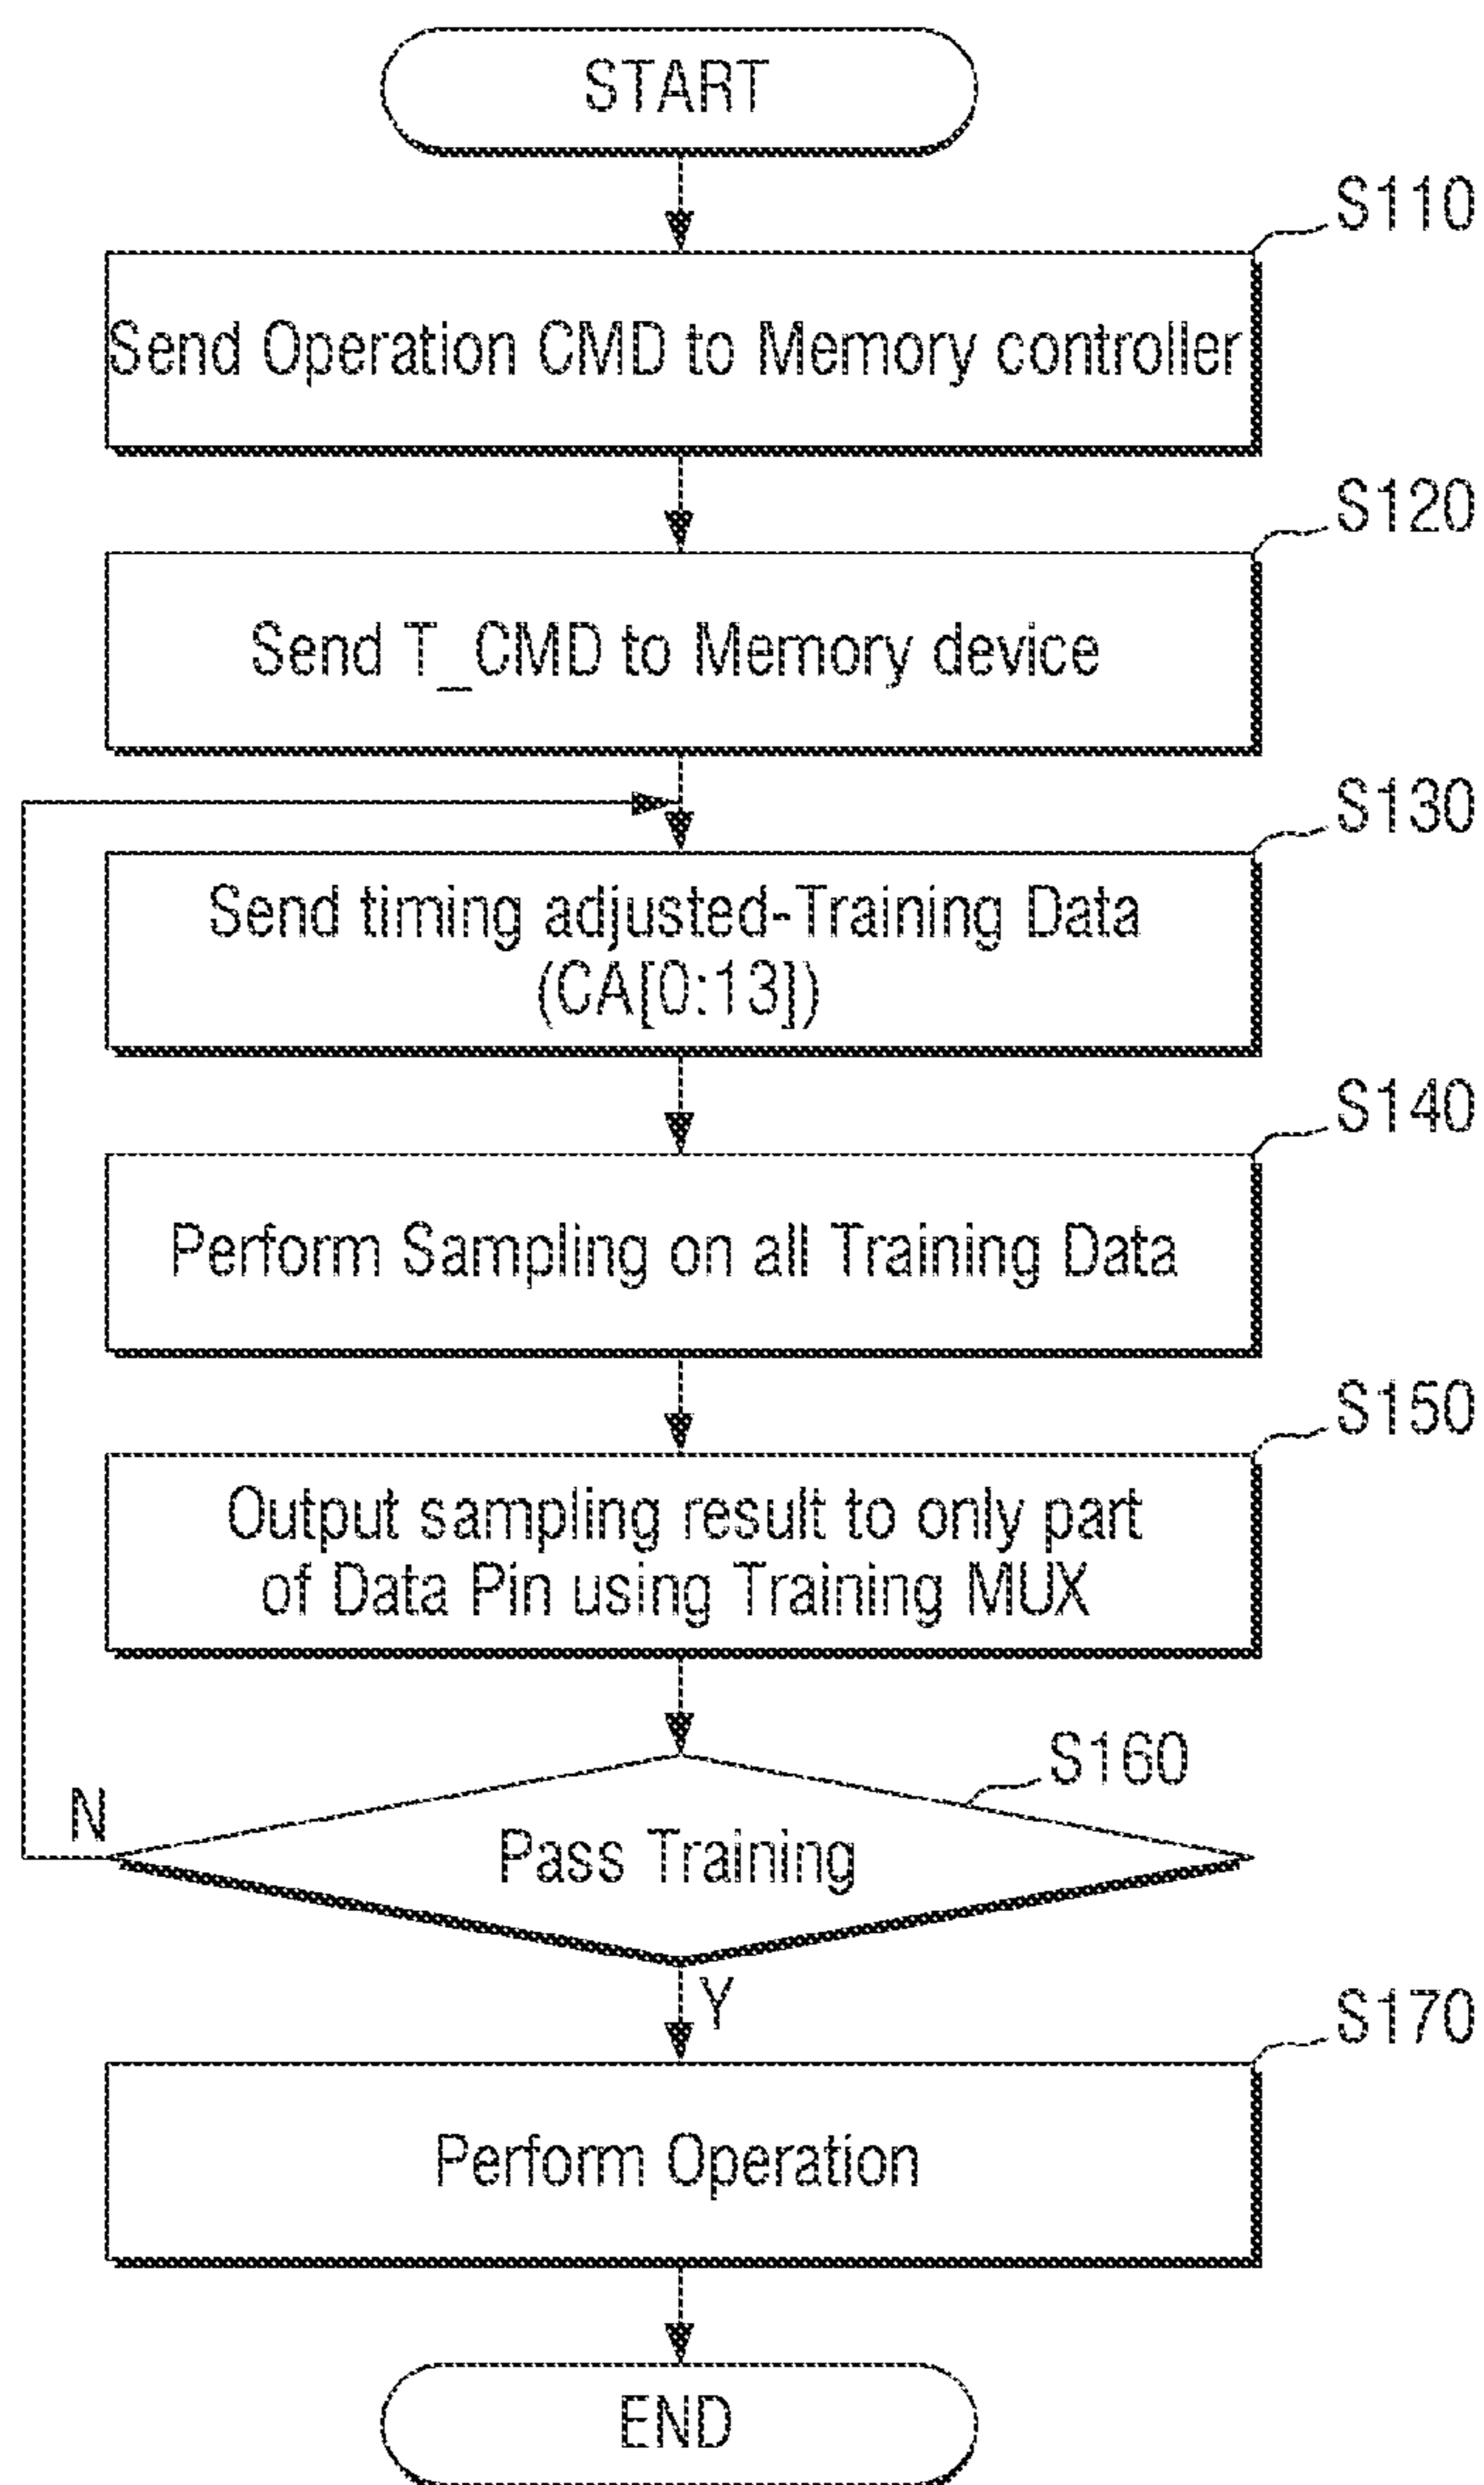 START
S110
Send Operation CMD to Memory controller
S120
Send T_CMD to Memory device
S130
Send timing adjusted-Training Data
(CA[0:13])
S140
Perform Sampling on all Training Data
S150
Output sampling result to only part
of Data Pin using Training MUX
S160
N
Pass Training
Y
S170
Perform Operation
END